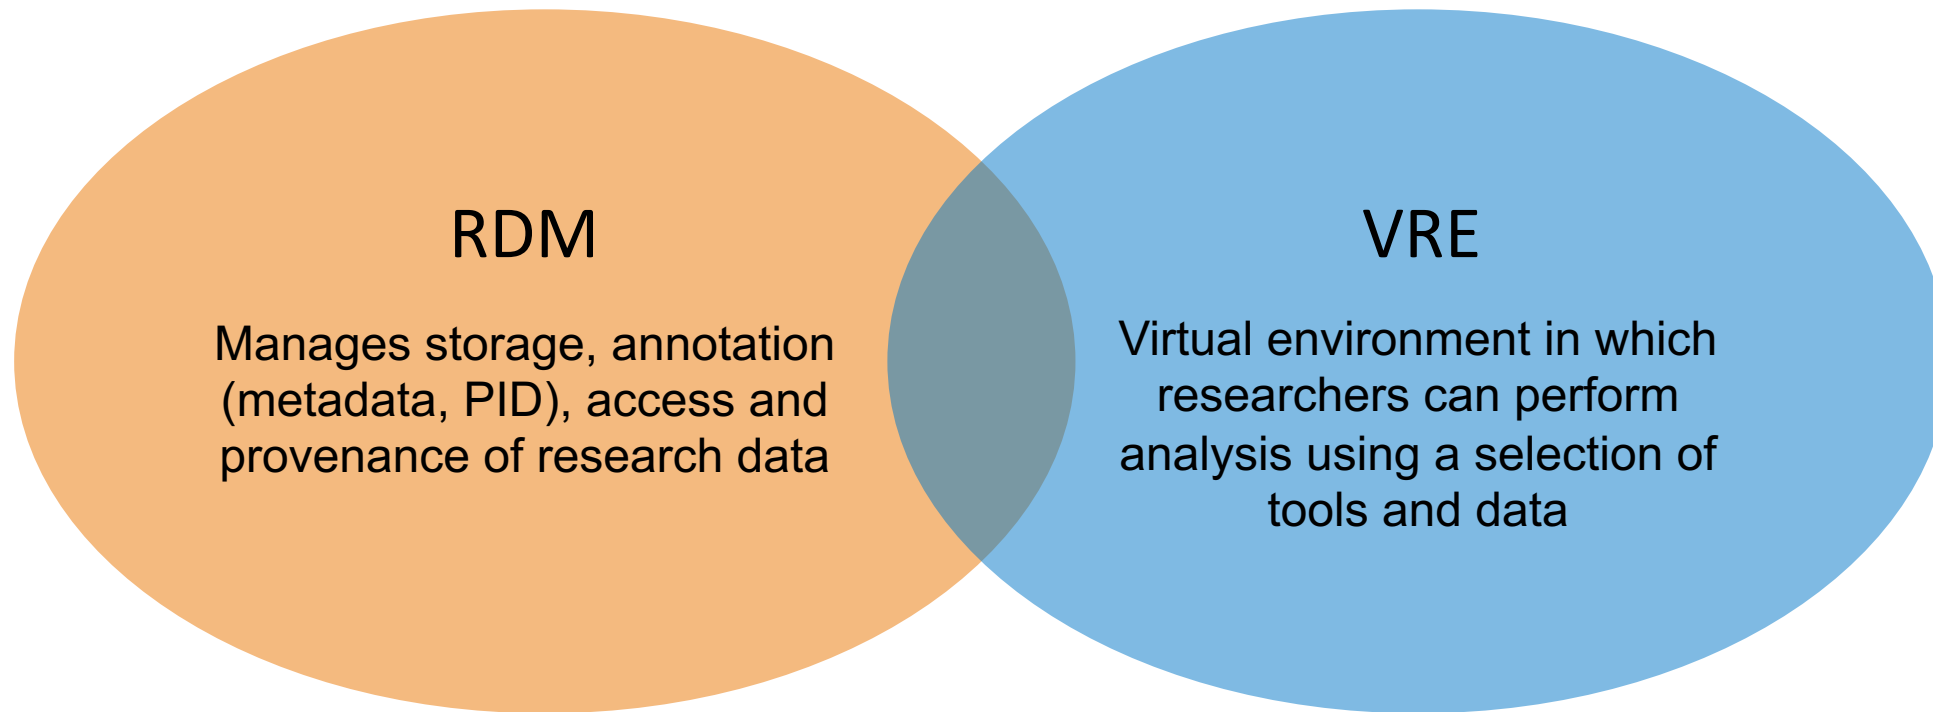 RDM
Manages storage, annotation
(metadata, PID), access and
provenance of research data
VRE
Virtual environment in which
researchers can perform
analysis using a selection of
tools and data